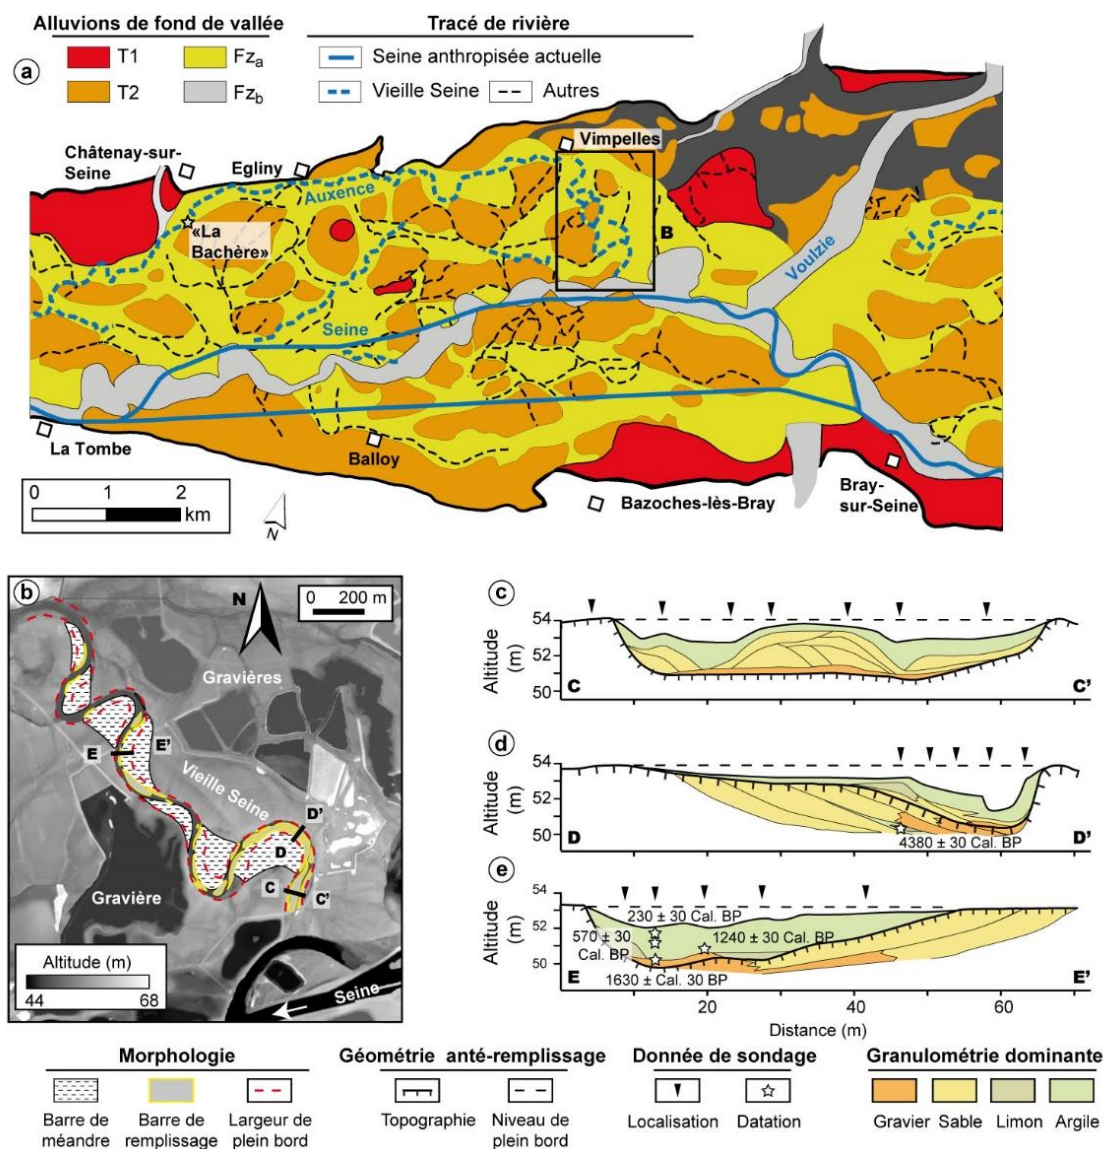 Alluvions de fond de vallée
Tracé de rivière
T1
Fza
Seine anthropisée actuelle
a
T2
Fzb
Vieille Seine
Autres
Châtenay-sur-
Seine
Egliny
Vimpelles
Auxence
«La
Bachère»
B
Voulzie
Seine
La Tombe
Balloy
Bazoches-lès-Bray
Bray-
sur-Seine
0 1 2
km
N
b
N
0 200 m
Gravières
E E'
Vieille Seine
D'
D
C C'
Gravière
Altitude (m)
44 68
Seine
c
Altitude
(m)
54
52
50
C C'
d
Altitude
(m)
54
52
50
D D'
4380 ± 30 Cal. BP
e
Altitude
(m)
54
52
50
230 ± 30 Cal. BP
570 ± 30
Cal. BP
1240 ± 30 Cal. BP
E E'
1630 ± Cal. 30 BP
20 40 60
Distance (m)
Morphologie
Géométrie anté-remplissage
Donnée de sondage
Granulométrie dominante
Barre de
méandre
Barre de
remplissage
Largeur de
plein bord
Topographie
Niveau de
plein bord
Localisation
Datation
Gravier
Sable
Limon
Argile